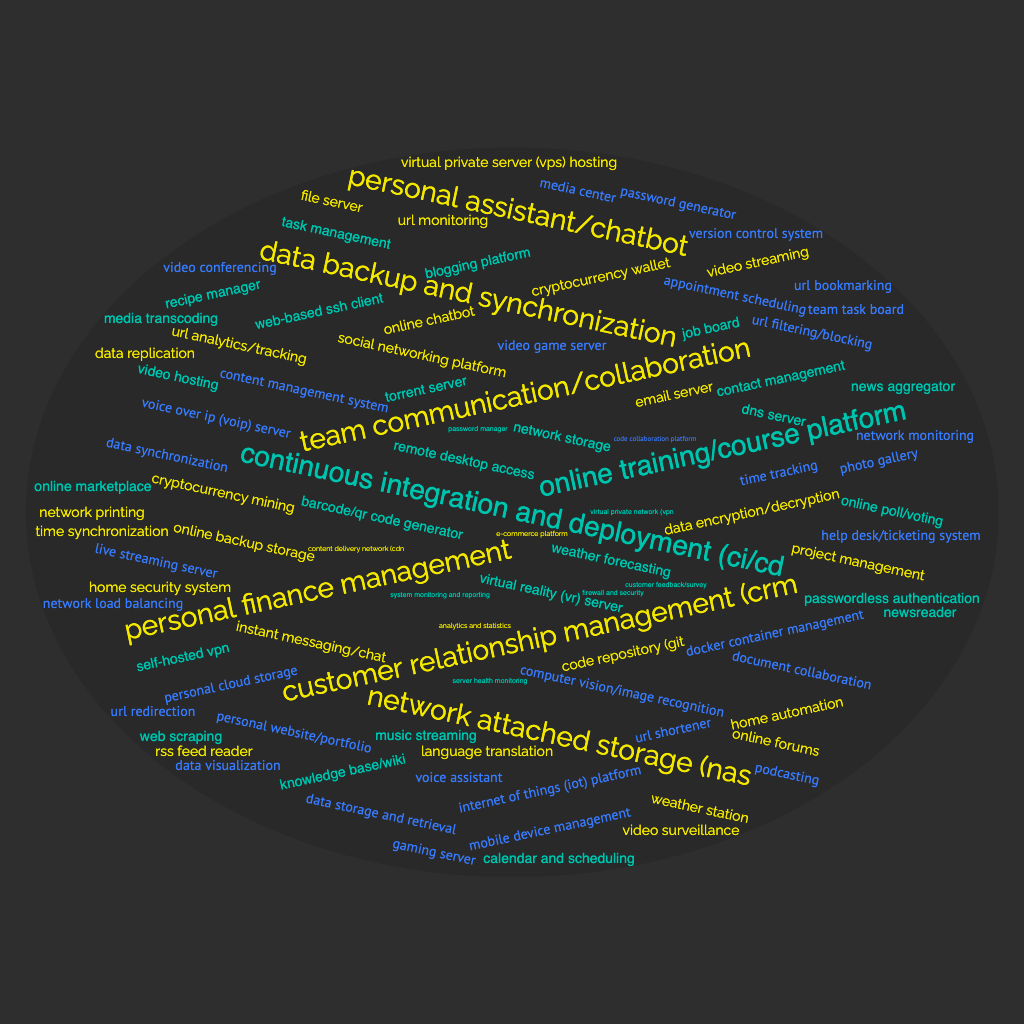 virtual private server (vps) hosting
personal assistant/chatbot
media center
password generator
file server
url monitoring
task management
version control system
data backup and synchronization
blogging platform
video streaming
video conferencing
cryptocurrency wallet
appointment scheduling
url bookmarking
recipe manager
web-based ssh client
team task board
media transcoding
online chatbot
job board
url filtering/blocking
url analytics/tracking
social networking platform
video game server
data replication
video hosting
content management system
torrent server
team communication/collaboration
email server
contact management
news aggregator
voice over ip (voip) server
password manager
network storage
code collaboration platform
dns server
online training/course platform
network monitoring
data synchronization
continuous integration and deployment (ci/cd
remote desktop access
time tracking
photo gallery
online marketplace
cryptocurrency mining
barcode/qr code generator
virtual private network (vpn
data encryption/decryption
online poll/voting
network printing
time synchronization
online backup storage
content delivery network (cdn
e-commerce platform
weather forecasting
help desk/ticketing system
live streaming server
personal finance management
project management
home security system
system monitoring and reporting
virtual reality (vr) server
customer feedback/survey
firewall and security
passwordless authentication
network load balancing
newsreader
instant messaging/chat
analytics and statistics
customer relationship management (crm
docker container management
self-hosted vpn
code repository (git
document collaboration
personal cloud storage
server health monitoring
computer vision/image recognition
network attached storage (nas
url redirection
personal website/portfolio
music streaming
url shortener
home automation
web scraping
online forums
rss feed reader
language translation
data visualization
knowledge base/wiki
voice assistant
internet of things (iot) platform
podcasting
data storage and retrieval
weather station
mobile device management
video surveillance
gaming server
calendar and scheduling